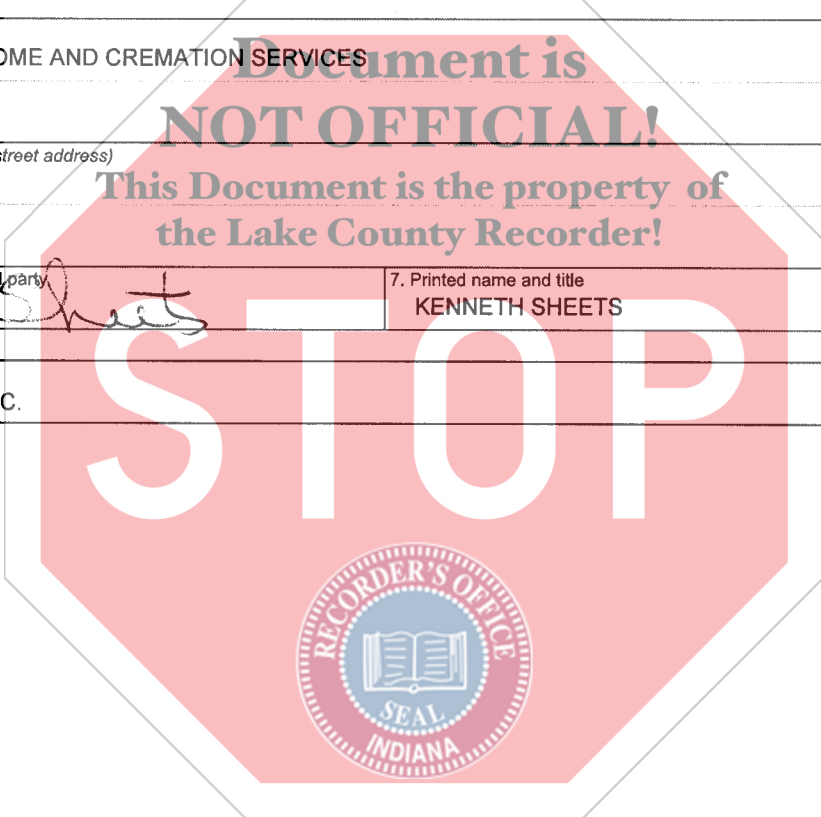 OME AND CREMATION SERVICES
Document is
NOT OFFICIAL!
street address)
This Document is the property of
the Lake County Recorder!
party
7. Printed name and title
Sheets
KENNETH SHEETS
C.
STOP
RECORDER'S OFFICE
SEAL
INDIANA